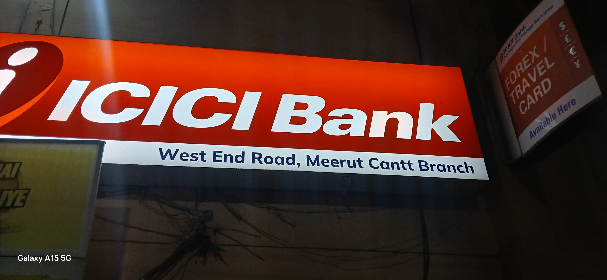 ICICI Bank
West End Road, Meerut Cantt Branch
FOREX /
TRAVEL
CARD
Available Here
$
£
€
¥
Galaxy A15 5G